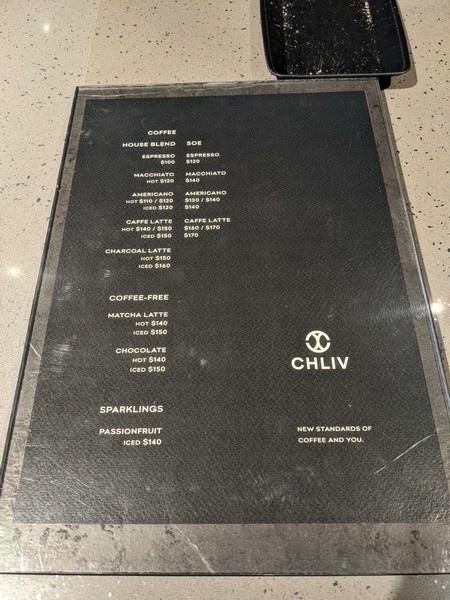 COFFEE
HOUSE BLEND SOE
ESPRESSO ESPRESSO
$100 $120
MACCHIATO MACCHIATO
HOT $120 $140
AMERICANO AMERICANO
HOT $110 / $120 $130 / $140
ICED $120 $140
CAFFE LATTE CAFFE LATTE
HOT $140 / $150 $160 / $170
ICED $150 $170
CHARCOAL LATTE
HOT $150
ICED $160
COFFEE-FREE
MATCHA LATTE
HOT $140
ICED $150
CHOCOLATE
HOT $140
ICED $150
SPARKLINGS
PASSIONFRUIT
ICED $140
CHLIV
NEW STANDARDS OF
COFFEE AND YOU.